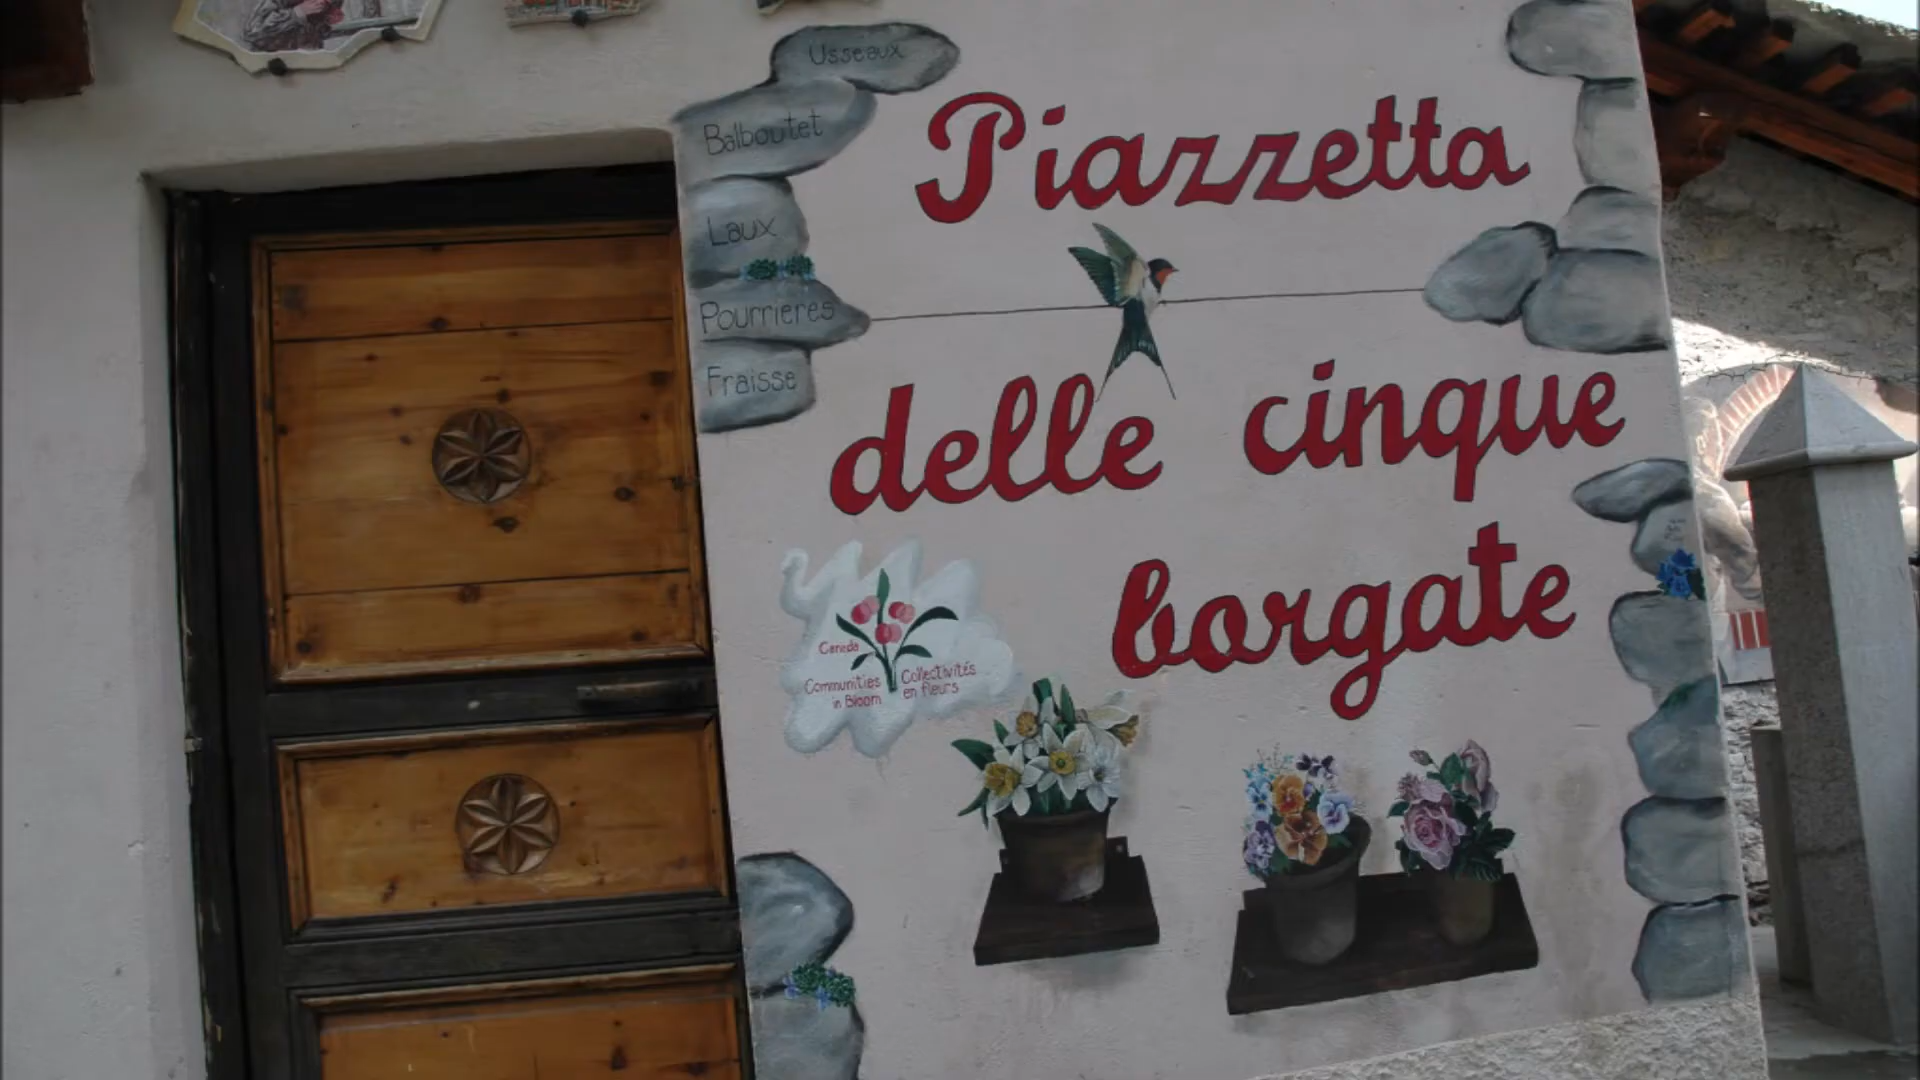 Usseaux
Balboutet
Laux
Pourrieres
Fraisse
Piazzetta
delle cinque
borgate
Canada
Communities
in Bloom
Collectivités
en fleurs